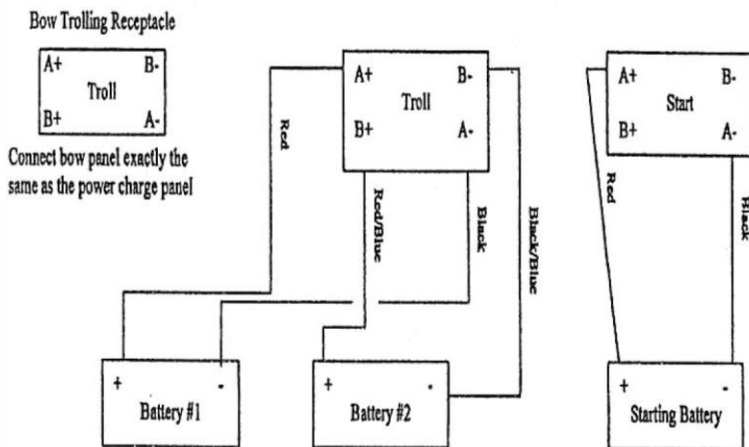 Bow Trolling Receptacle
A+ B-
Troll
B+ A-
Connect bow panel exactly the
same as the power charge panel
A+ B-
Troll
B+ A-
Red
Red/Blue
Black
Black/Blue
+ -
Battery #1
+ -
Battery #2
A+ B-
Start
B+ A-
Red
Black
+ -
Starting Battery